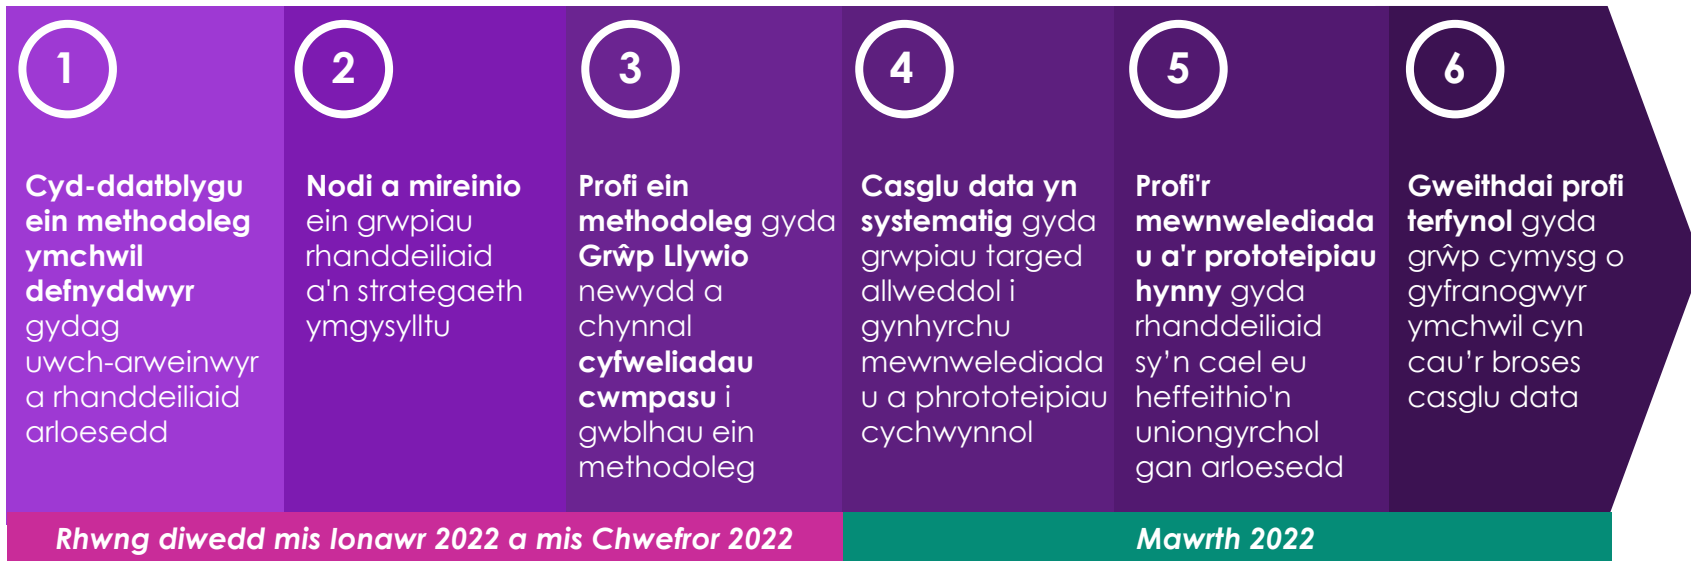 1
Cyd-ddatblygu
ein methodoleg
ymchwil
defnyddwyr
gydag
uwch-arweinwyr
a rhanddeiliaid
arloesedd
2
Nodi a mireinio
ein grwpiau
rhanddeiliaid
a'n strategaeth
ymgysylltu
3
Profi ein
methodoleg gyda
Grŵp Llywio
newydd a
chynnal
cyfweliadau
cwmpasu i
gwblhau ein
methodoleg
4
Casglu data yn
systematig gyda
grwpiau targed
allweddol i
gynhyrchu
mewnwelediada
u a phrototeipiau
cychwynnol
5
Profi'r
mewnwelediada
u a'r prototeipiau
hynny gyda
rhanddeiliaid
sy’n cael eu
heffeithio'n
uniongyrchol
gan arloesedd
6
Gweithdai profi
terfynol gyda
grŵp cymysg o
gyfranogwyr
ymchwil cyn
cau’r broses
casglu data
Rhwng diwedd mis Ionawr 2022 a mis Chwefror 2022
Mawrth 2022